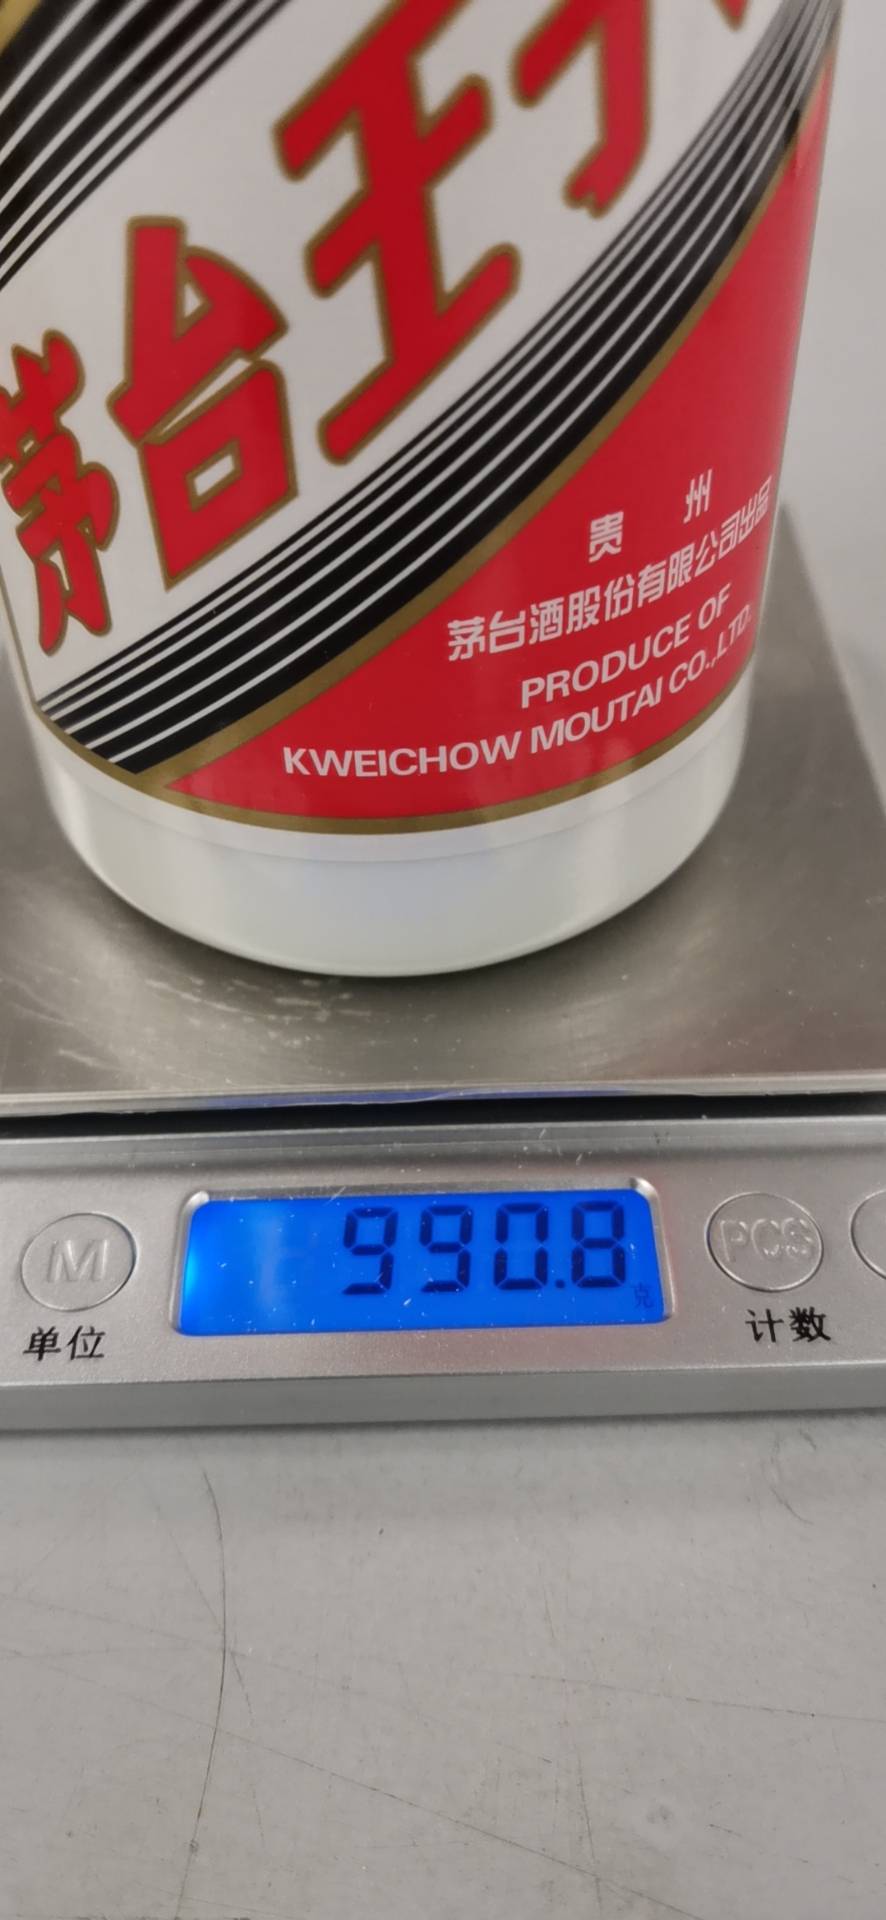 茅台王子
贵州
茅台酒股份有限公司出品
PRODUCE OF
KWEICHOW MOUTAI CO.,LTD.
990.8
克
M
单位
PCS
计数